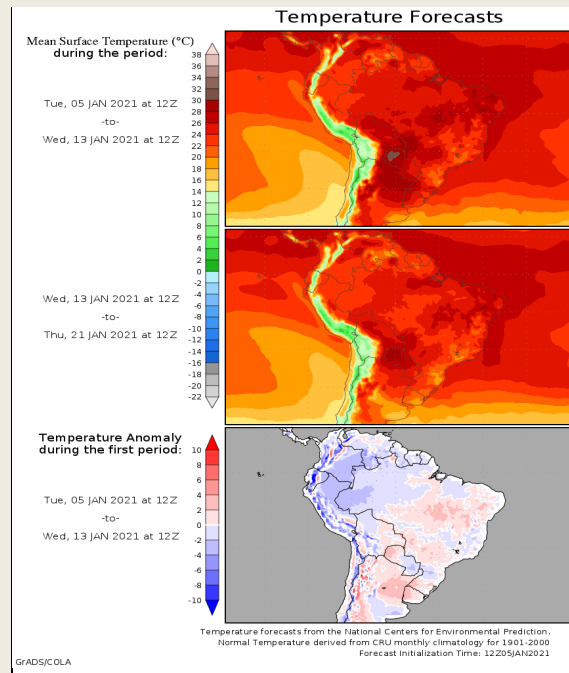 Temperature Forecasts
Mean Surface Temperature (°C)
during the period:
Tue, 05 JAN 2021 at 12Z
-to-
Wed, 13 JAN 2021 at 12Z
38
36
34
32
30
28
26
24
22
20
18
16
14
12
10
8
6
4
2
0
-2
-4
-6
-8
-10
-12
-14
-16
-18
-20
-22
Wed, 13 JAN 2021 at 12Z
-to-
Thu, 21 JAN 2021 at 12Z
Temperature Anomaly
during the first period:
Tue, 05 JAN 2021 at 12Z
-to-
Wed, 13 JAN 2021 at 12Z
10
8
6
4
2
0
-2
-4
-6
-8
-10
Temperature forecasts from the National Centers for Environmental Prediction.
Normal Temperature derived from CRU monthly climatology for 1901-2000
Forecast Initialization Time: 12Z05JAN2021
GrADS/COLA